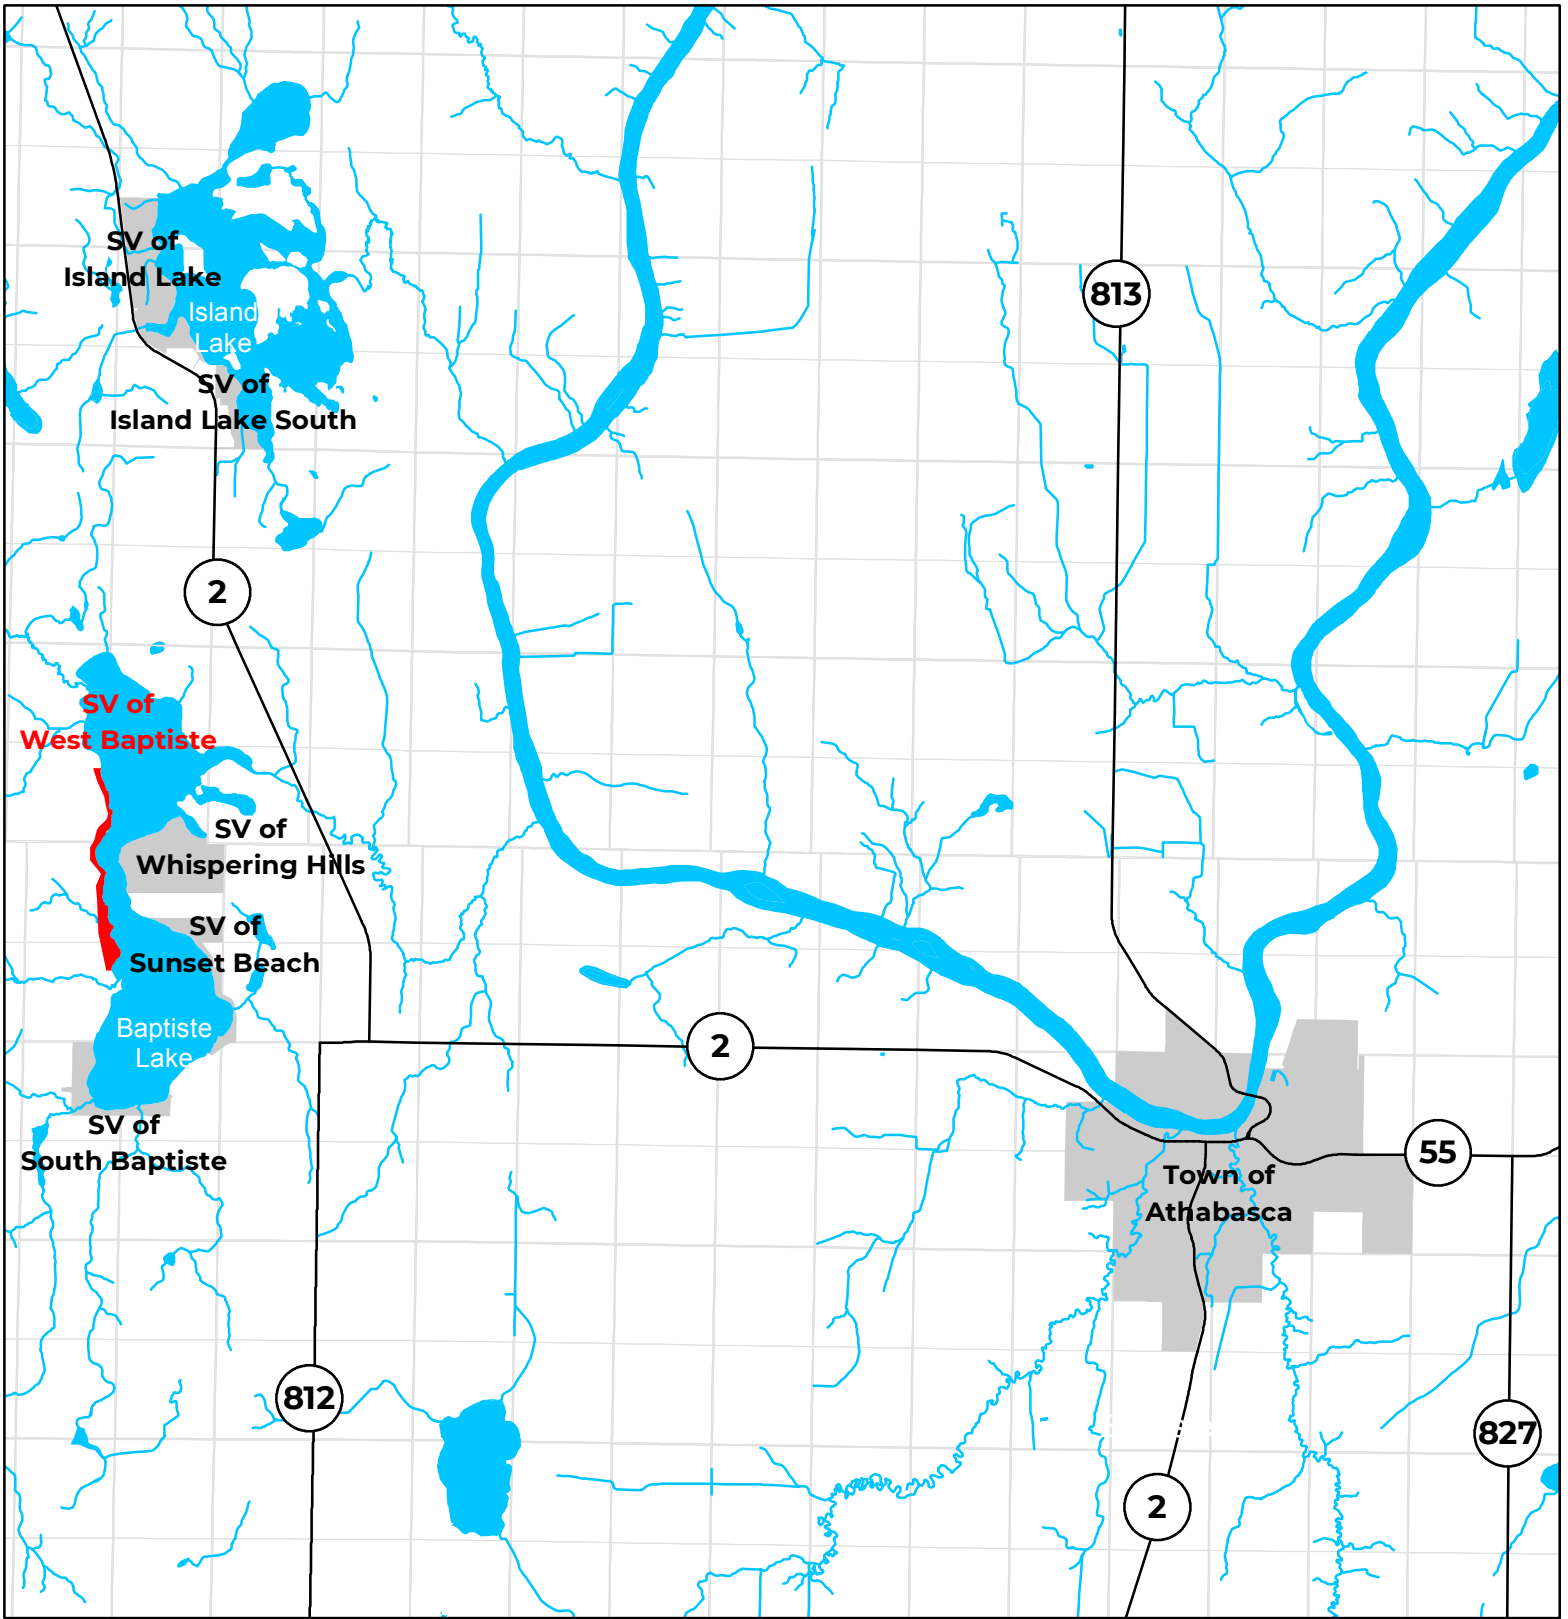 SV of
Island Lake
Island
Lake
813
SV of
Island Lake South
2
SV of
West Baptiste
SV of
Whispering Hills
SV of
Sunset Beach
Baptiste
Lake
2
SV of
South Baptiste
55
Town of
Athabasca
812
827
2